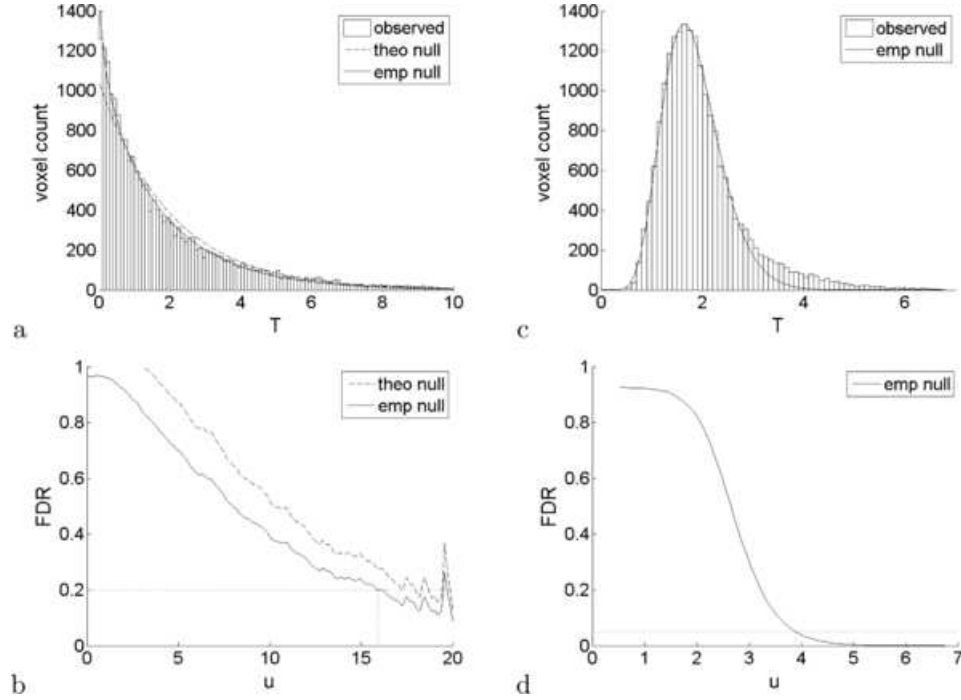 1400
1200
1000
800
600
400
200
0
voxel count
observed
theo null
emp null
0 2 4 6 8 10
T
a
1400
1200
1000
800
600
400
200
0
voxel count
observed
emp null
0 2 4 6
T
c
1
0.8
0.6
0.4
0.2
0
FDR
theo null
emp null
0 5 10 15 20
u
b
1
0.8
0.6
0.4
0.2
0
FDR
emp null
0 1 2 3 4 5 6 7
u
d